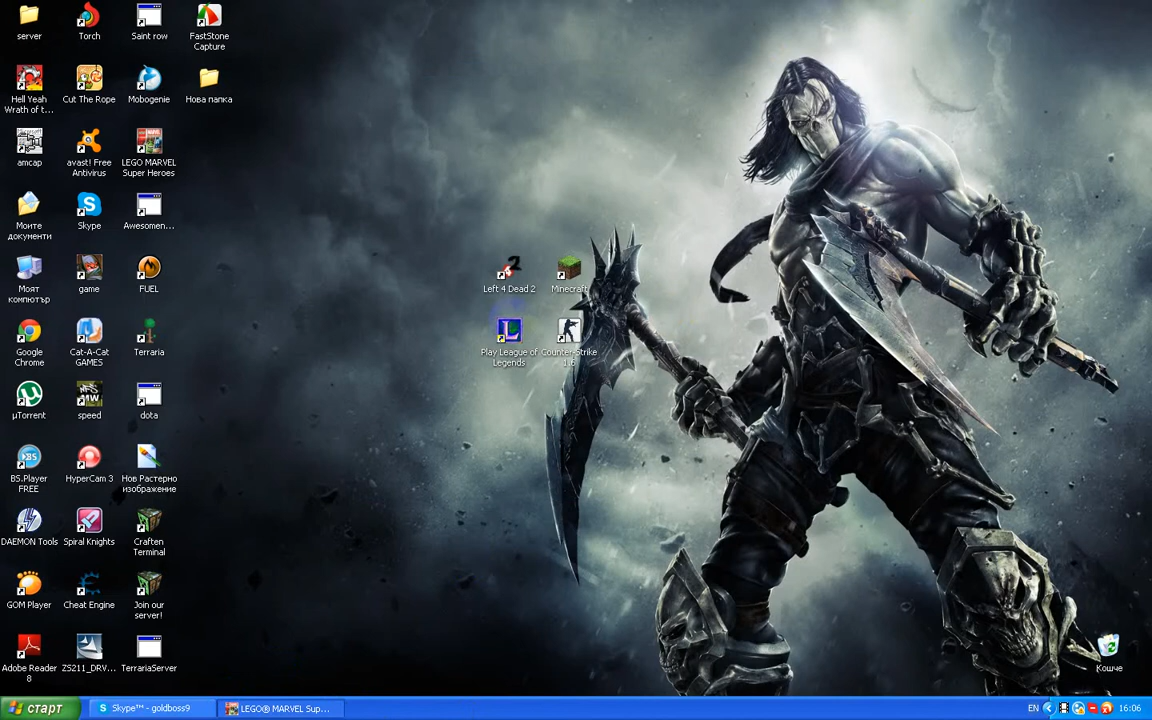 server
Torch
Saint row
FastStone
Capture
Hell Yeah
Wrath of t...
Cut The Rope
Mobogenie
Нова папка
amcap
avast! Free
Antivirus
LEGO MARVEL
Super Heroes
Моите
документи
Skype
Awesomen...
Моят
компютър
game
FUEL
Left 4 Dead 2
Minecraft
Google
Chrome
Cat-A-Cat
GAMES
Terraria
Play League of
Legends
Counter-Strike
1.6
µTorrent
speed
dota
BS.Player
FREE
HyperCam 3
Нов Растерно
изображение
DAEMON Tools
Spiral Knights
Craften
Terminal
GOM Player
Cheat Engine
Join our
server!
Adobe Reader
8
ZS211_DRV...
TerrariaServer
Кошче
старт
Skype™ - goldboss9
LEGO® MARVEL Sup...
EN
16:06